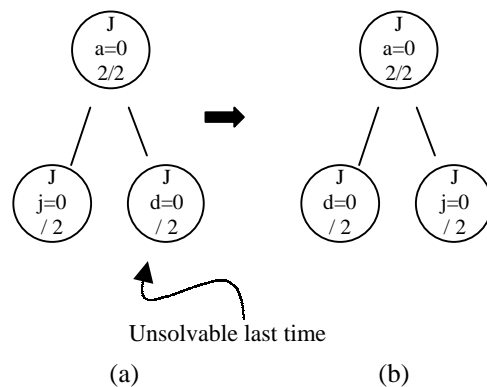 J
a=0
2/2
J
j=0
/ 2
J
d=0
/ 2
Unsolvable last time
(a)
J
a=0
2/2
J
d=0
/ 2
J
j=0
/ 2
(b)